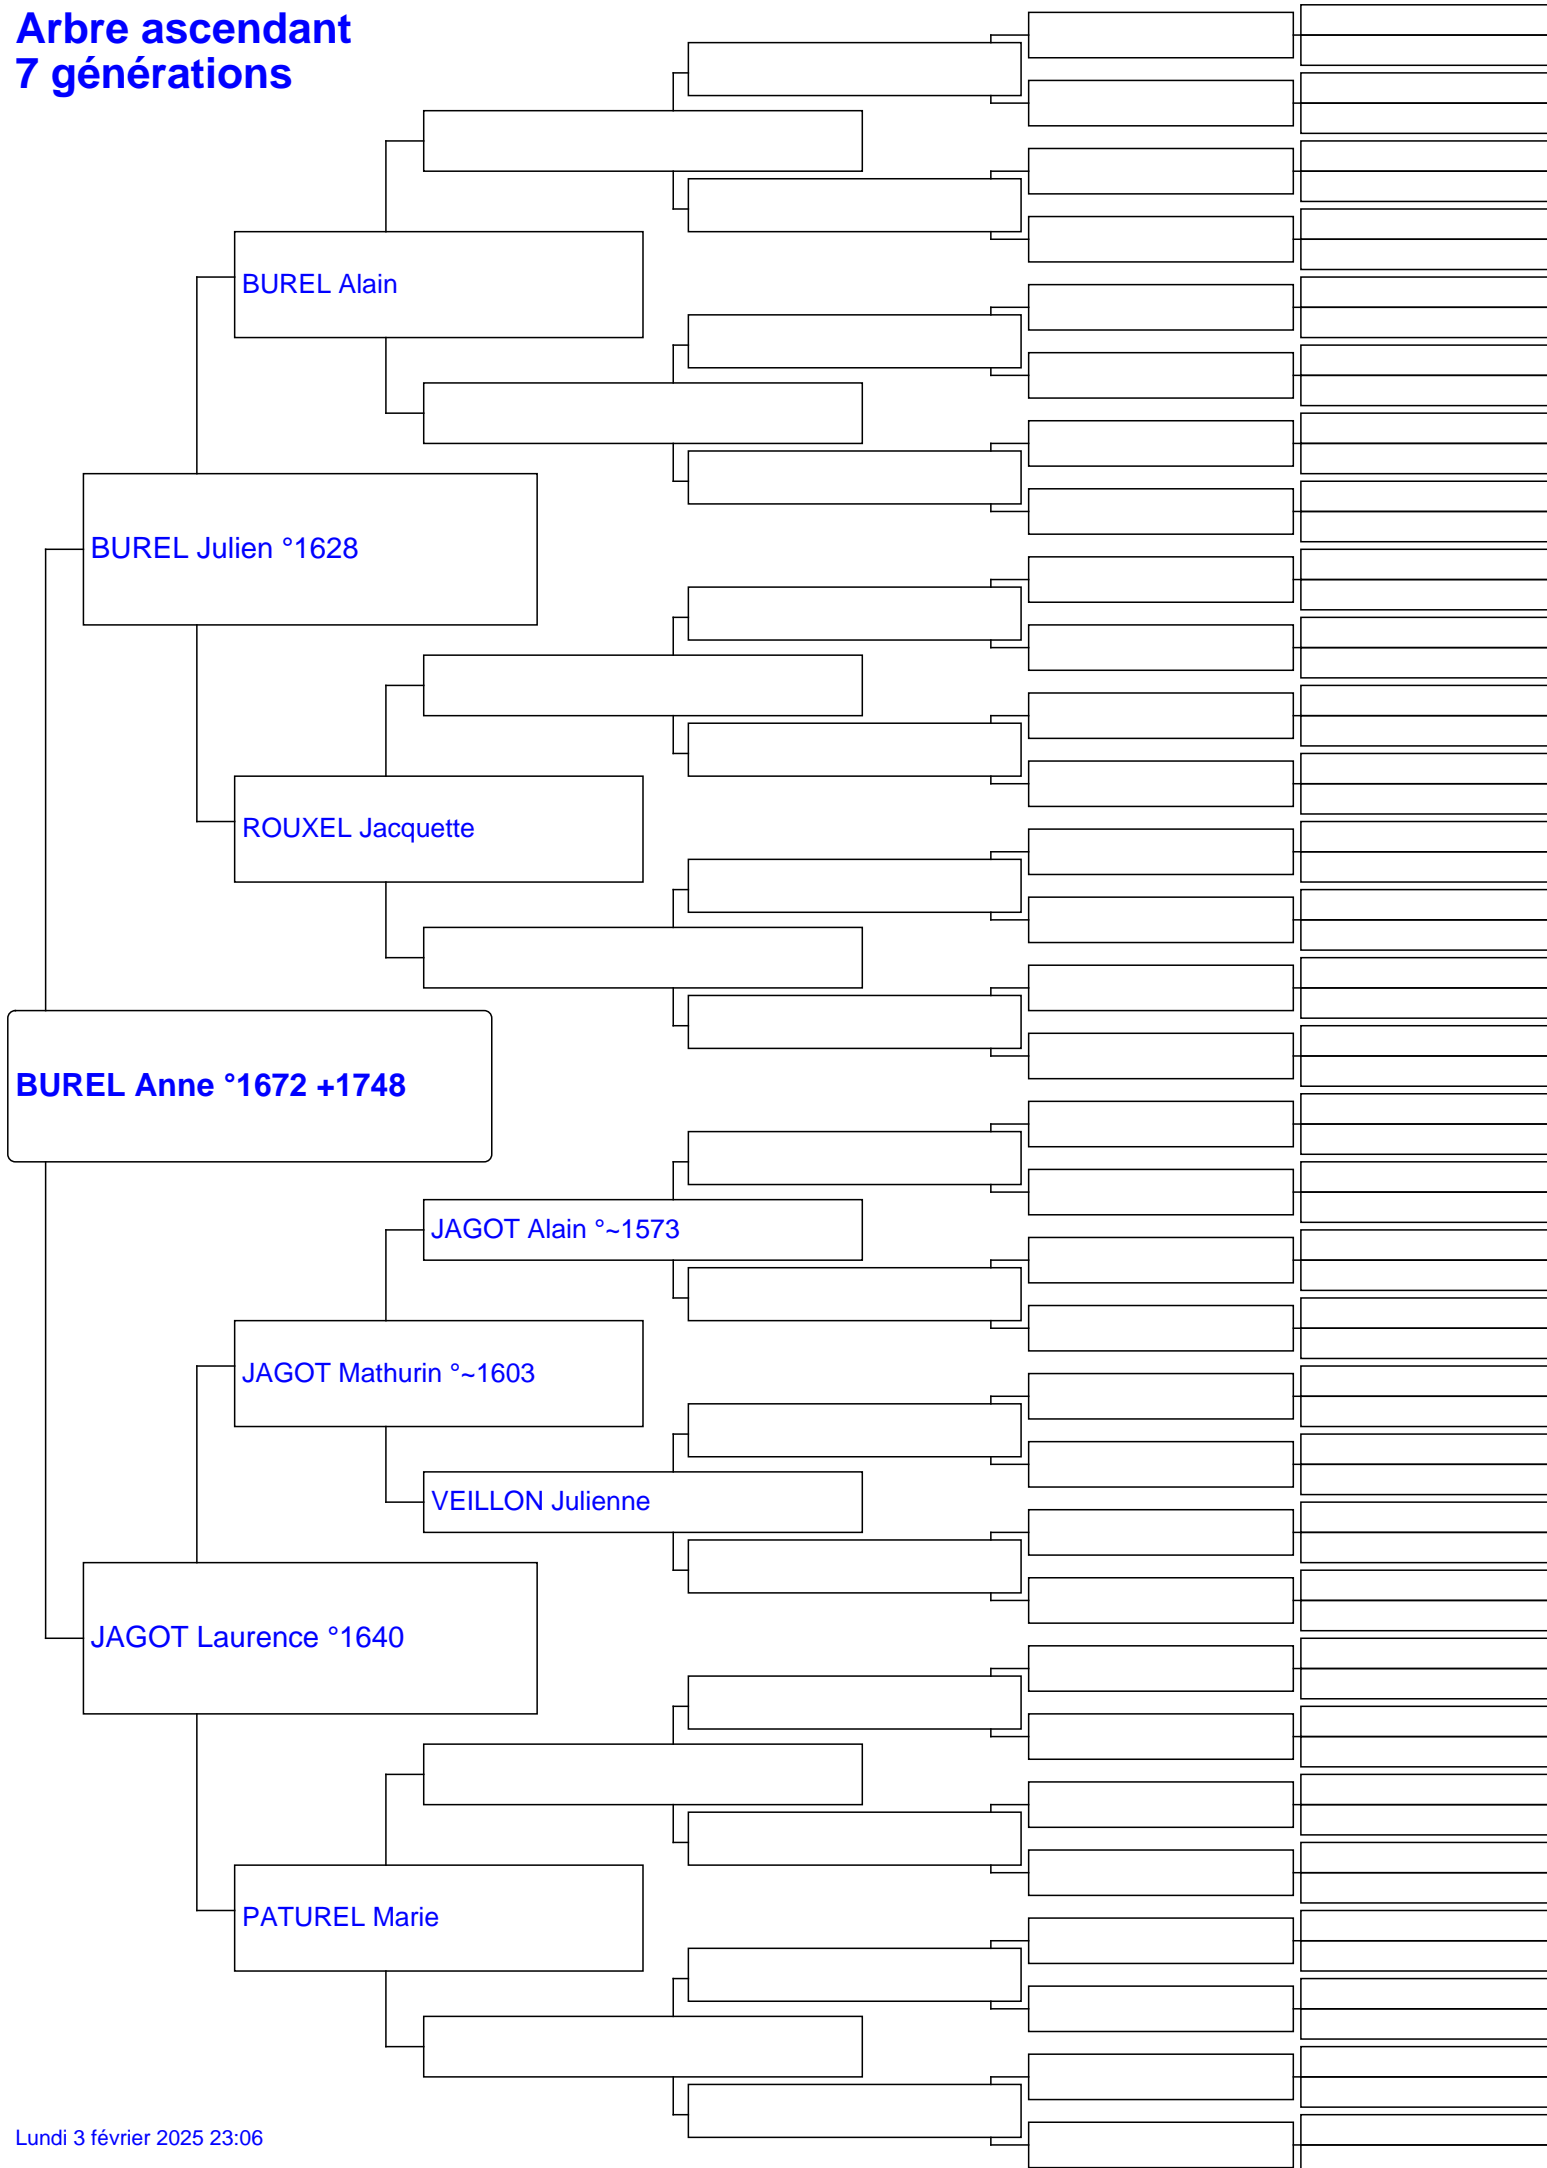 Arbre ascendant
7 générations
BUREL Alain
BUREL Julien °1628
ROUXEL Jacquette
BUREL Anne °1672 +1748
JAGOT Alain °~1573
JAGOT Mathurin °~1603
VEILLON Julienne
JAGOT Laurence °1640
PATUREL Marie
Lundi 3 février 2025 23:06